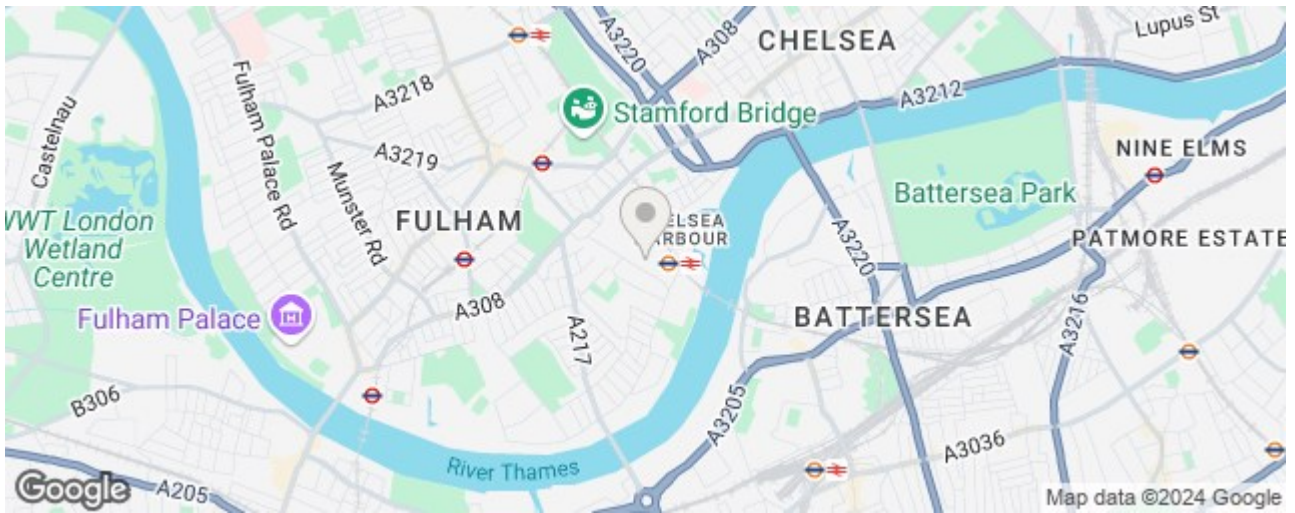 Lupus St
A3220
A308
CHELSEA
A3218
Fulham Palace Rd
A3212
Stamford Bridge
Castelnau
A3219
NINE ELMS
Munster Rd
Battersea Park
WWT London
Wetland
Centre
FULHAM
ELSEA
ARBOUR
A3220
PATMORE ESTATE
Fulham Palace
A308
A217
BATTERSEA
A3216
B306
A3205
A3036
River Thames
Google
A205
Map data ©2024 Google